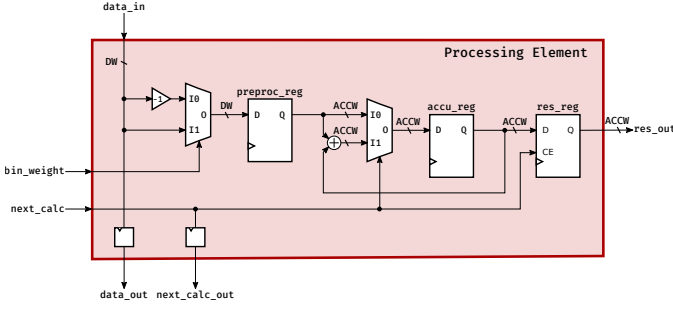 data_in
Processing Element
DW
-1
I0
I1
O
DW
preproc_reg
D
Q
ACCW
ACCW
I0
I1
O
ACCW
accu_reg
D
Q
ACCW
res_reg
D
Q
CE
ACCW
res_out
bin_weight
next_calc
data_out
next_calc_out